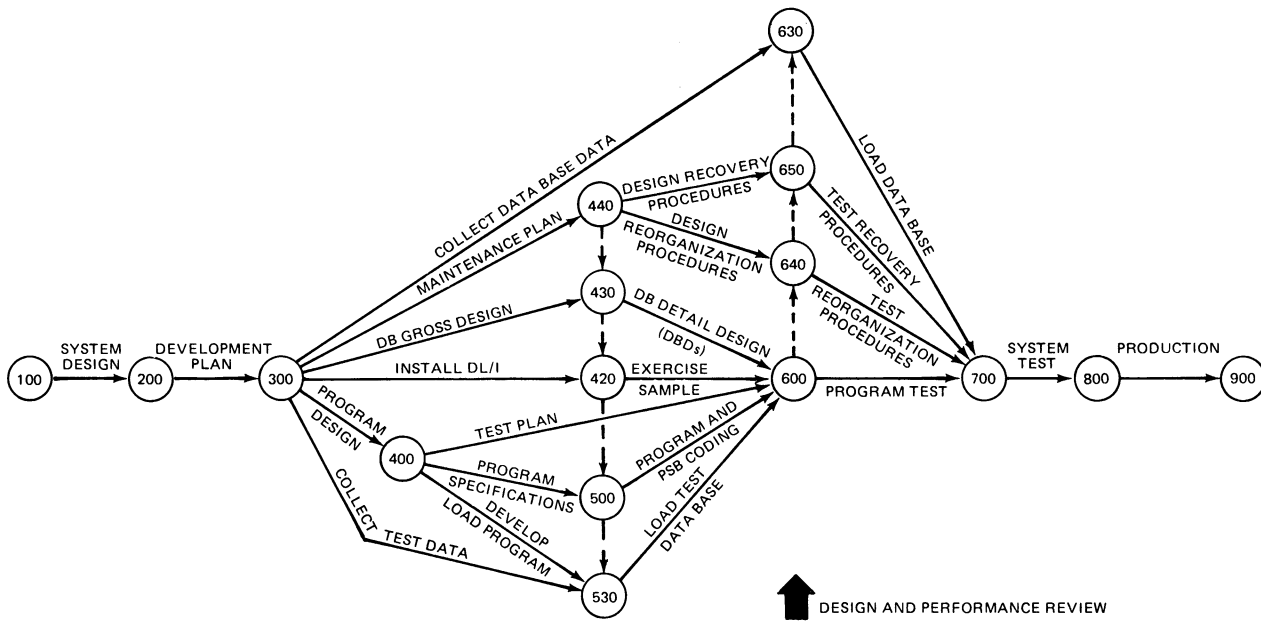 630
COLLECT DATA BASE DATA
LOAD DATA BASE
650
DESIGN RECOVERY
PROCEDURES
440
MAINTENANCE PLAN
TEST RECOVERY
PROCEDURES
DESIGN
REORGANIZATION
PROCEDURES
640
430
DB GROSS DESIGN
DB DETAIL DESIGN
(DBDs)
TEST
REORGANIZATION
PROCEDURES
SYSTEM
DESIGN
DEVELOPMENT
PLAN
INSTALL DL/I
EXERCISE
SAMPLE
SYSTEM
TEST
PRODUCTION
100
200
300
420
600
PROGRAM TEST
700
800
900
PROGRAM
DESIGN
TEST PLAN
400
PROGRAM
SPECIFICATIONS
PROGRAM AND
PSB CODING
500
DEVELOP
LOAD PROGRAM
COLLECT
TEST DATA
LOAD TEST
DATA BASE
530
DESIGN AND PERFORMANCE REVIEW